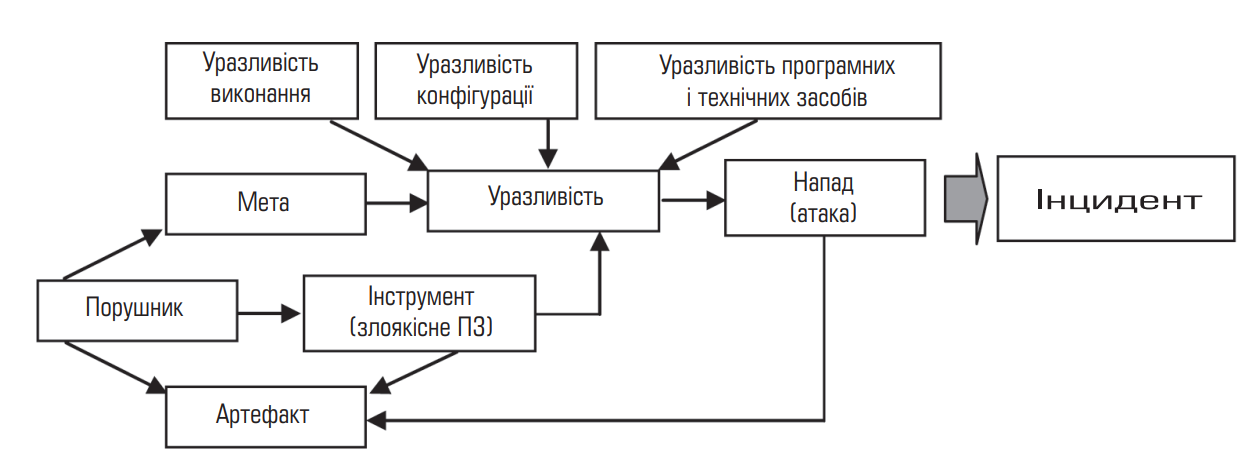 Уразливість
виконання
Уразливість
конфігурації
Уразливість програмних
і технічних засобів
Мета
Уразливість
Напад
(атака)
Інцидент
Порушник
Інструмент
(злоякісне ПЗ)
Артефакт